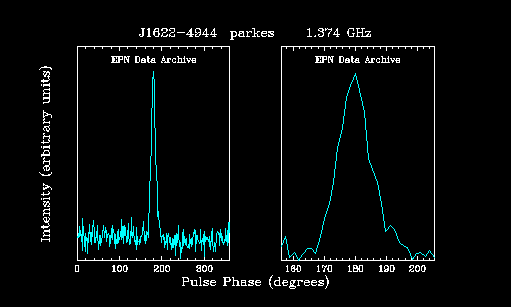 J1622-4944 parkes 1.374 GHz
EPN Data Archive
EPN Data Archive
Intensity (arbitrary units)
0 100 200 300
160 170 180 190 200
Pulse Phase (degrees)